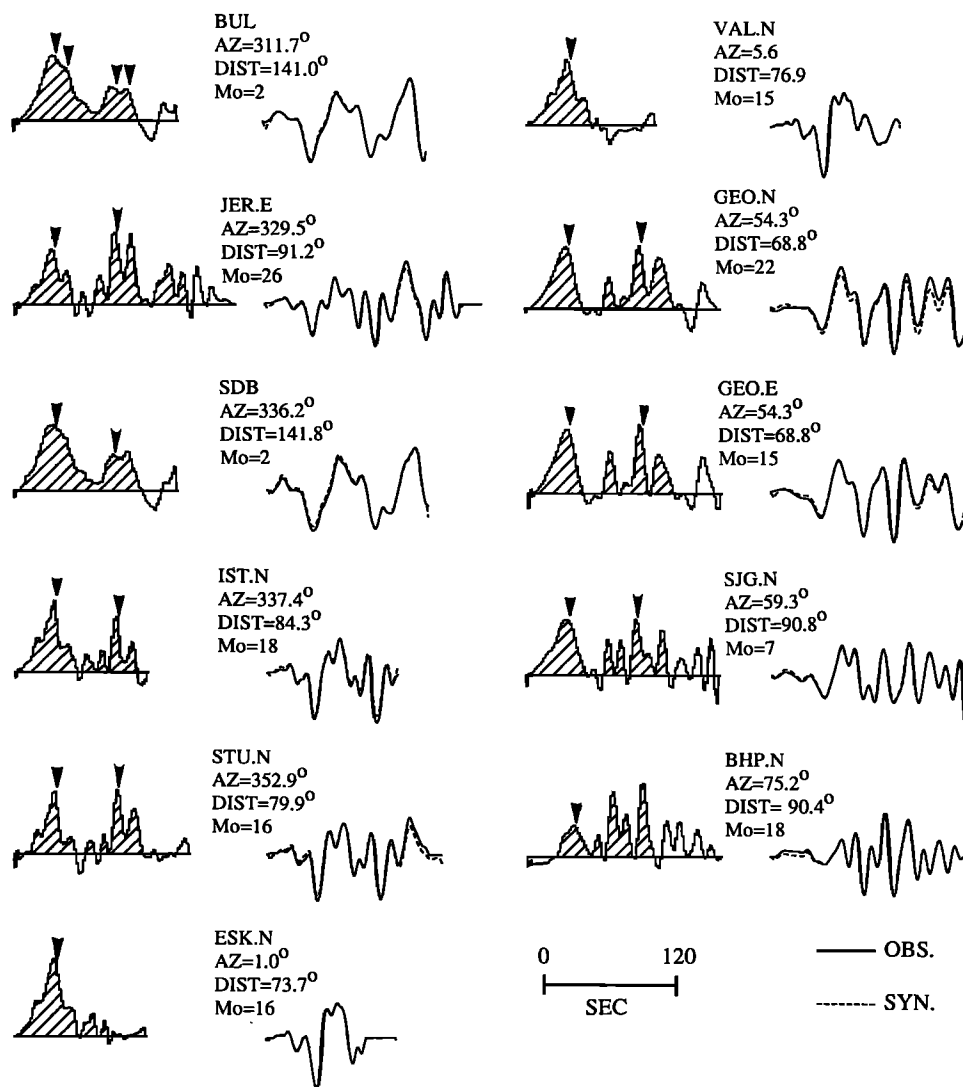 BUL
AZ=311.7°
DIST=141.0°
Mo=2
JER.E
AZ=329.5°
DIST=91.2°
Mo=26
SDB
AZ=336.2°
DIST=141.8°
Mo=2
IST.N
AZ=337.4°
DIST=84.3°
Mo=18
STU.N
AZ=352.9°
DIST=79.9°
Mo=16
ESK.N
AZ=1.0°
DIST=73.7°
Mo=16
VAL.N
AZ=5.6
DIST=76.9
Mo=15
GEO.N
AZ=54.3°
DIST=68.8°
Mo=22
GEO.E
AZ=54.3°
DIST=68.8°
Mo=15
SJG.N
AZ=59.3°
DIST=90.8°
Mo=7
BHP.N
AZ=75.2°
DIST= 90.4°
Mo=18
0 120
SEC
OBS.
SYN.